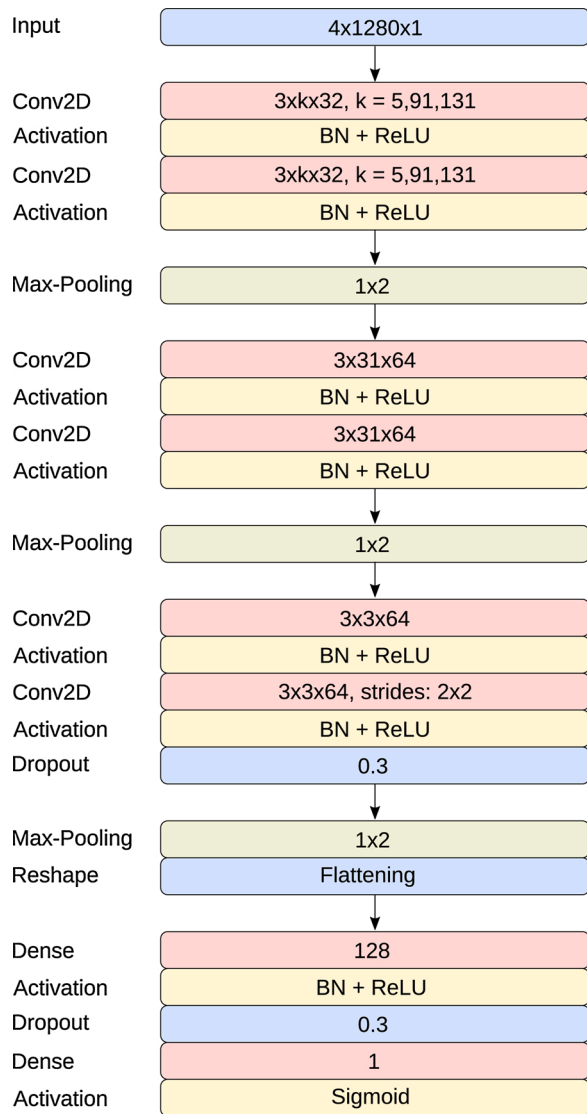 Input 4x1280x1
Conv2D 3xkx32, k = 5,91,131
Activation BN + ReLU
Conv2D 3xkx32, k = 5,91,131
Activation BN + ReLU
Max-Pooling 1x2
Conv2D 3x31x64
Activation BN + ReLU
Conv2D 3x31x64
Activation BN + ReLU
Max-Pooling 1x2
Conv2D 3x3x64
Activation BN + ReLU
Conv2D 3x3x64, strides: 2x2
Activation BN + ReLU
Dropout 0.3
Max-Pooling 1x2
Reshape Flattening
Dense 128
Activation BN + ReLU
Dropout 0.3
Dense 1
Activation Sigmoid